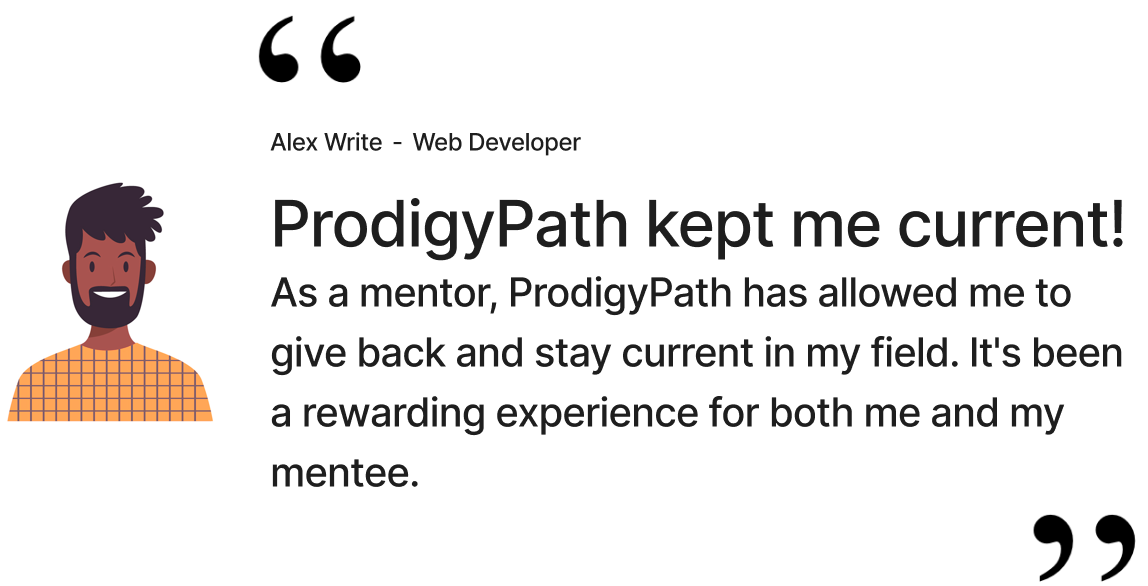 “
Alex Write - Web Developer
ProdigyPath kept me current!
As a mentor, ProdigyPath has allowed me to
give back and stay current in my field. It's been
a rewarding experience for both me and my
mentee.
”